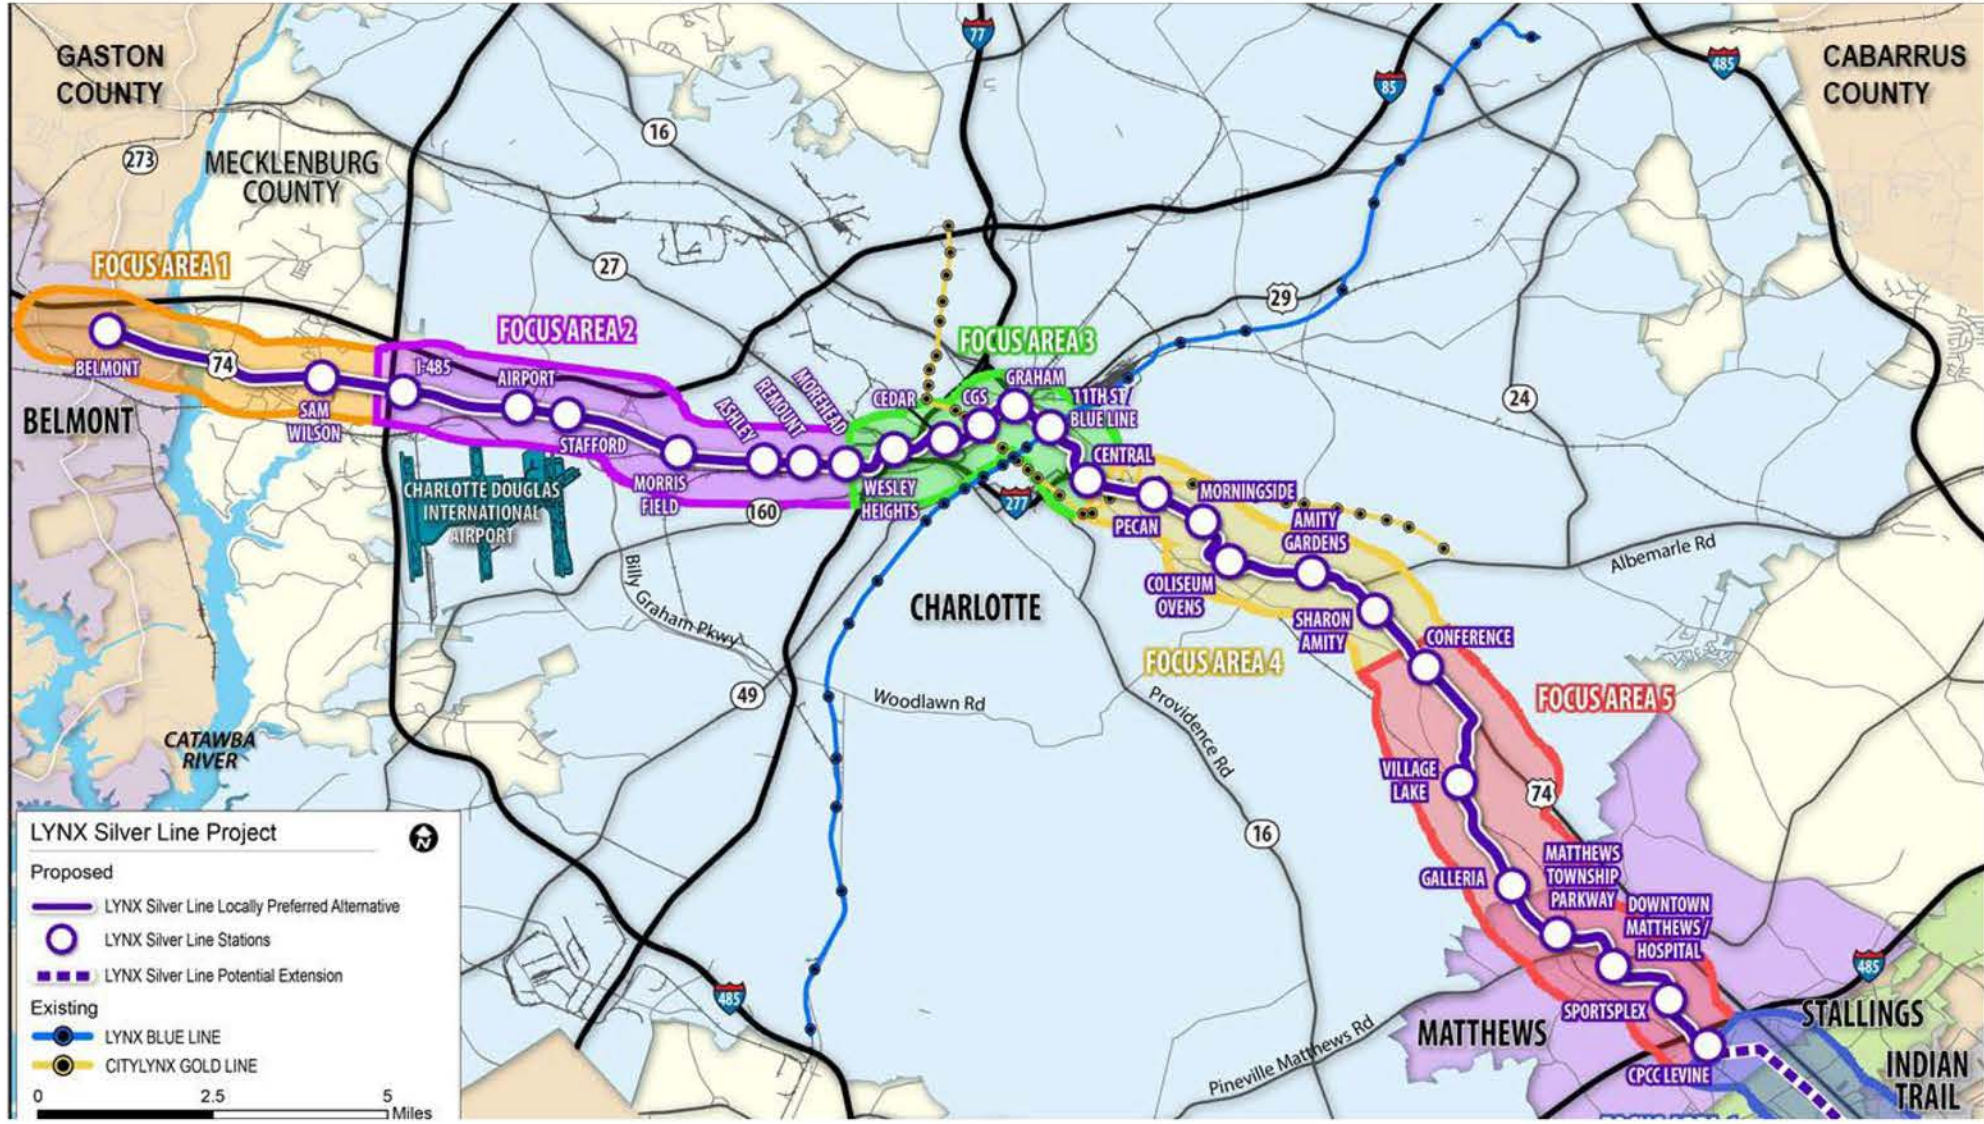 GASTON
COUNTY
77
485
CABARRUS
COUNTY
85
16
273
MECKLENBURG
COUNTY
FOCUS AREA 1
27
29
FOCUS AREA 2
FOCUS AREA 3
BELMONT
74
I-485
AIRPORT
MOREHEAD
REMOUNT
ASHLEY
CEDAR
CGS
GRAHAM
11TH ST/
BLUE LINE
24
BELMONT
SAM
WILSON
STAFFORD
CENTRAL
MORRIS
FIELD
WESLEY
HEIGHTS
CHARLOTTE DOUGLAS
INTERNATIONAL
AIRPORT
160
277
MORNINGSIDE
PECAN
AMITY
GARDENS
Albemarle Rd
Billy Graham Pkwy
CHARLOTTE
COLISEUM
OVENS
SHARON
AMITY
CONFERENCE
FOCUS AREA 4
49
Woodlawn Rd
Providence Rd
FOCUS AREA 5
CATAWBA
RIVER
VILLAGE
LAKE
74
16
MATTHEWS
TOWNSHIP
PARKWAY
GALLERIA
DOWNTOWN
MATTHEWS/
HOSPITAL
485
485
SPORTSPLEX
STALLINGS
MATTHEWS
Pineville Matthews Rd
CPCC LEVINE
INDIAN
TRAIL
LYNX Silver Line Project
N
Proposed
LYNX Silver Line Locally Preferred Alternative
LYNX Silver Line Stations
LYNX Silver Line Potential Extension
Existing
LYNX BLUE LINE
CITYLYNX GOLD LINE
0 2.5 5
Miles